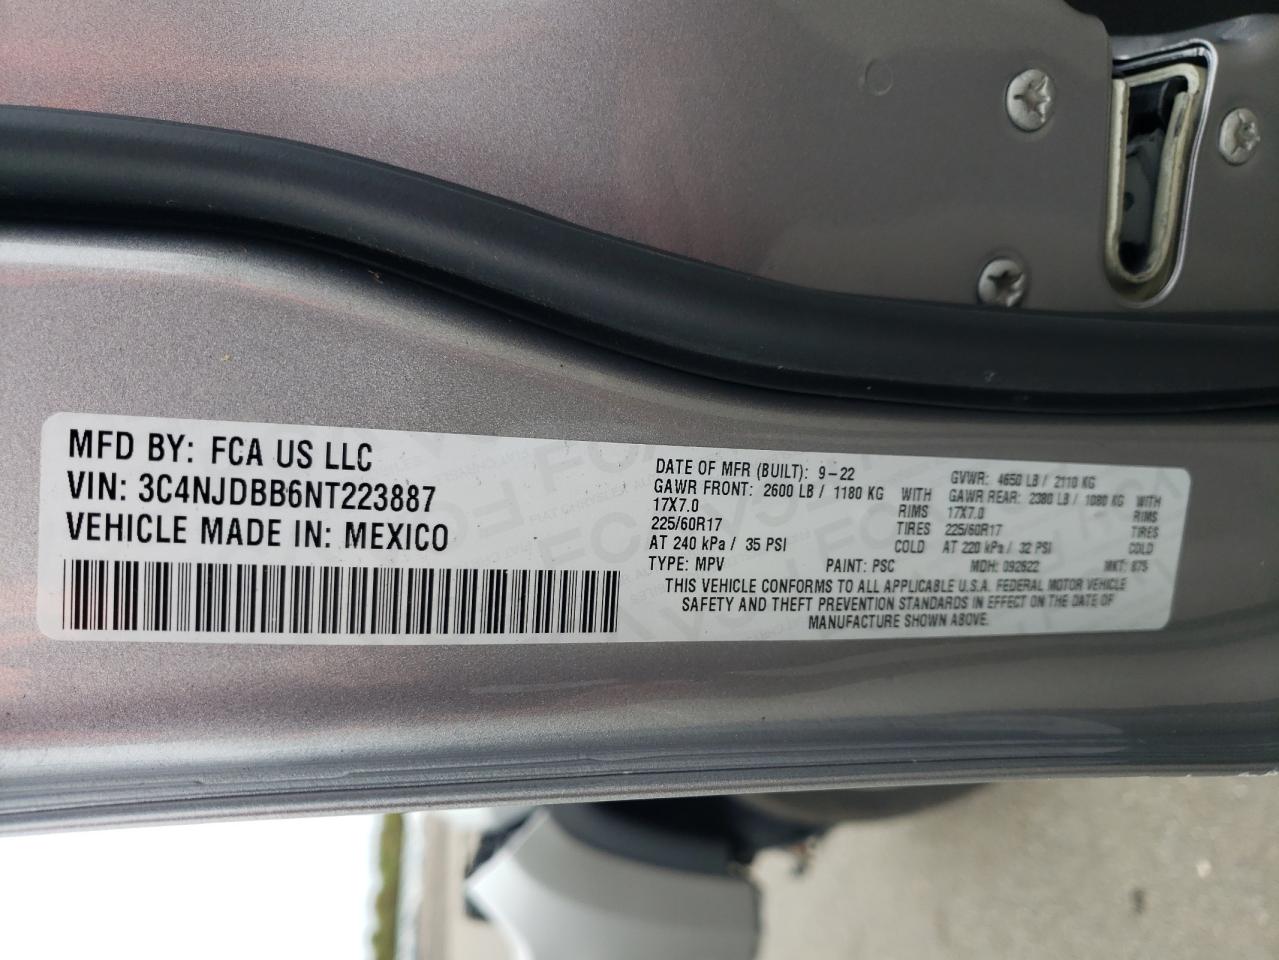 MFD BY: FCA US LLC
VIN: 3C4NJDBB6NT223887
VEHICLE MADE IN: MEXICO
DATE OF MFR (BUILT): 9-22 GVWR: 4650 LB / 2110 KG
GAWR FRONT: 2600 LB / 1180 KG WITH GAWR REAR: 2380 LB / 1080 KG WITH
17X7.0 RIMS 17X7.0 RIMS
225/60R17 TIRES 225/60R17 TIRES
AT 240 kPa / 35 PSI COLD AT 220 kPa / 32 PSI COLD
TYPE: MPV PAINT: PSC MDH: 092622 MKT: 875
THIS VEHICLE CONFORMS TO ALL APPLICABLE U.S.A. FEDERAL MOTOR VEHICLE
SAFETY AND THEFT PREVENTION STANDARDS IN EFFECT ON THE DATE OF
MANUFACTURE SHOWN ABOVE.